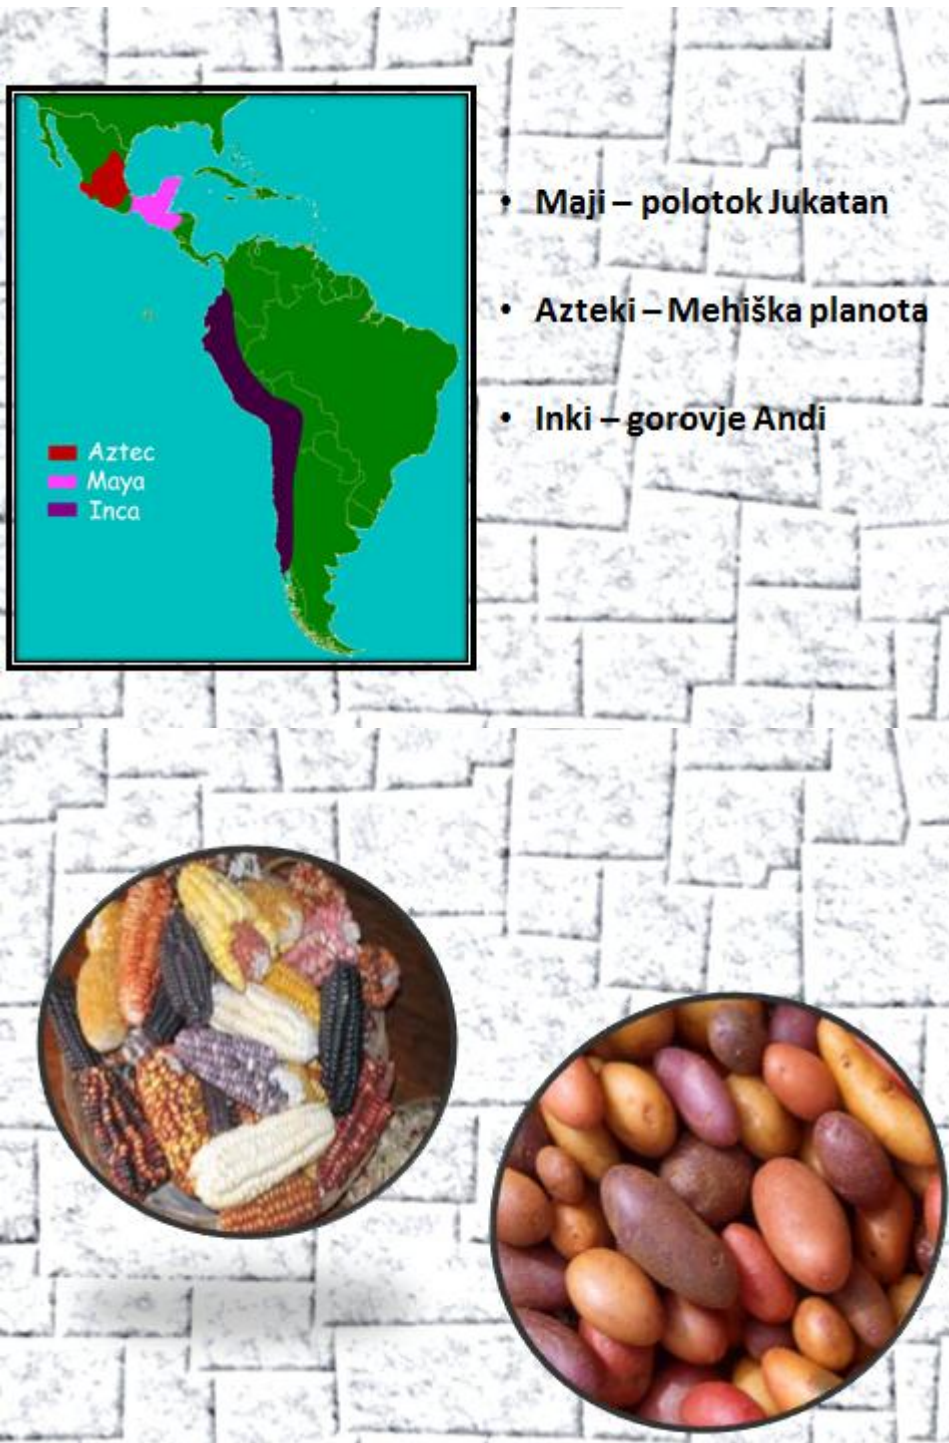 • Maji – polotok Jukatan
• Azteki – Mehiška planota
• Inki – gorovje Andi
Aztec
Maya
Inca